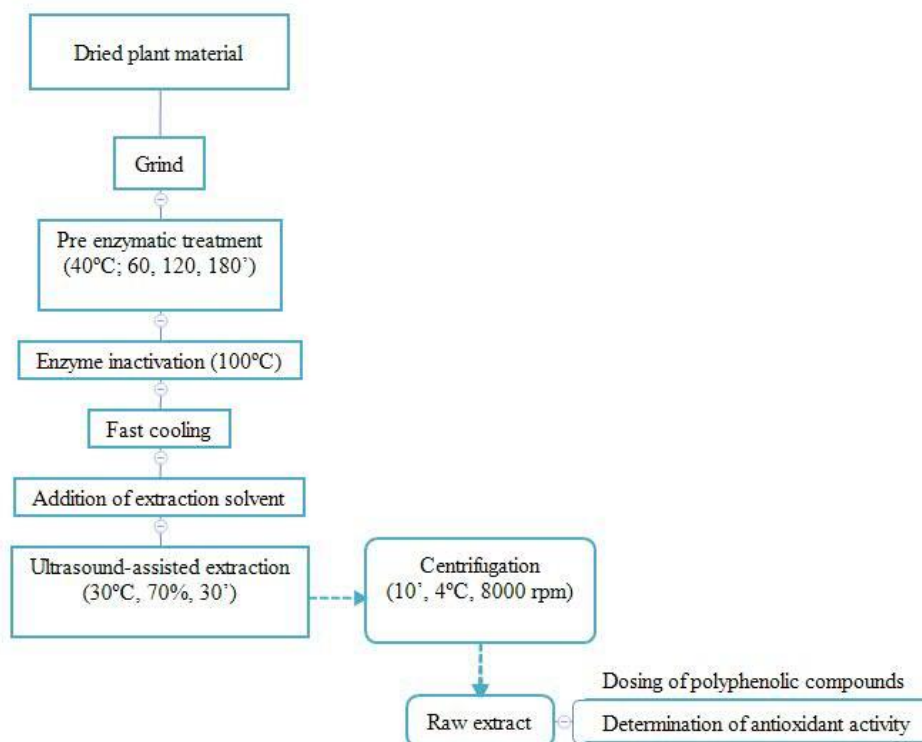 Dried plant material
Grind
Pre enzymatic treatment
(40ºC; 60, 120, 180’)
Enzyme inactivation (100ºC)
Fast cooling
Addition of extraction solvent
Ultrasound-assisted extraction
(30ºC, 70%, 30’)
Centrifugation
(10’, 4ºC, 8000 rpm)
Raw extract
Dosing of polyphenolic compounds
Determination of antioxidant activity